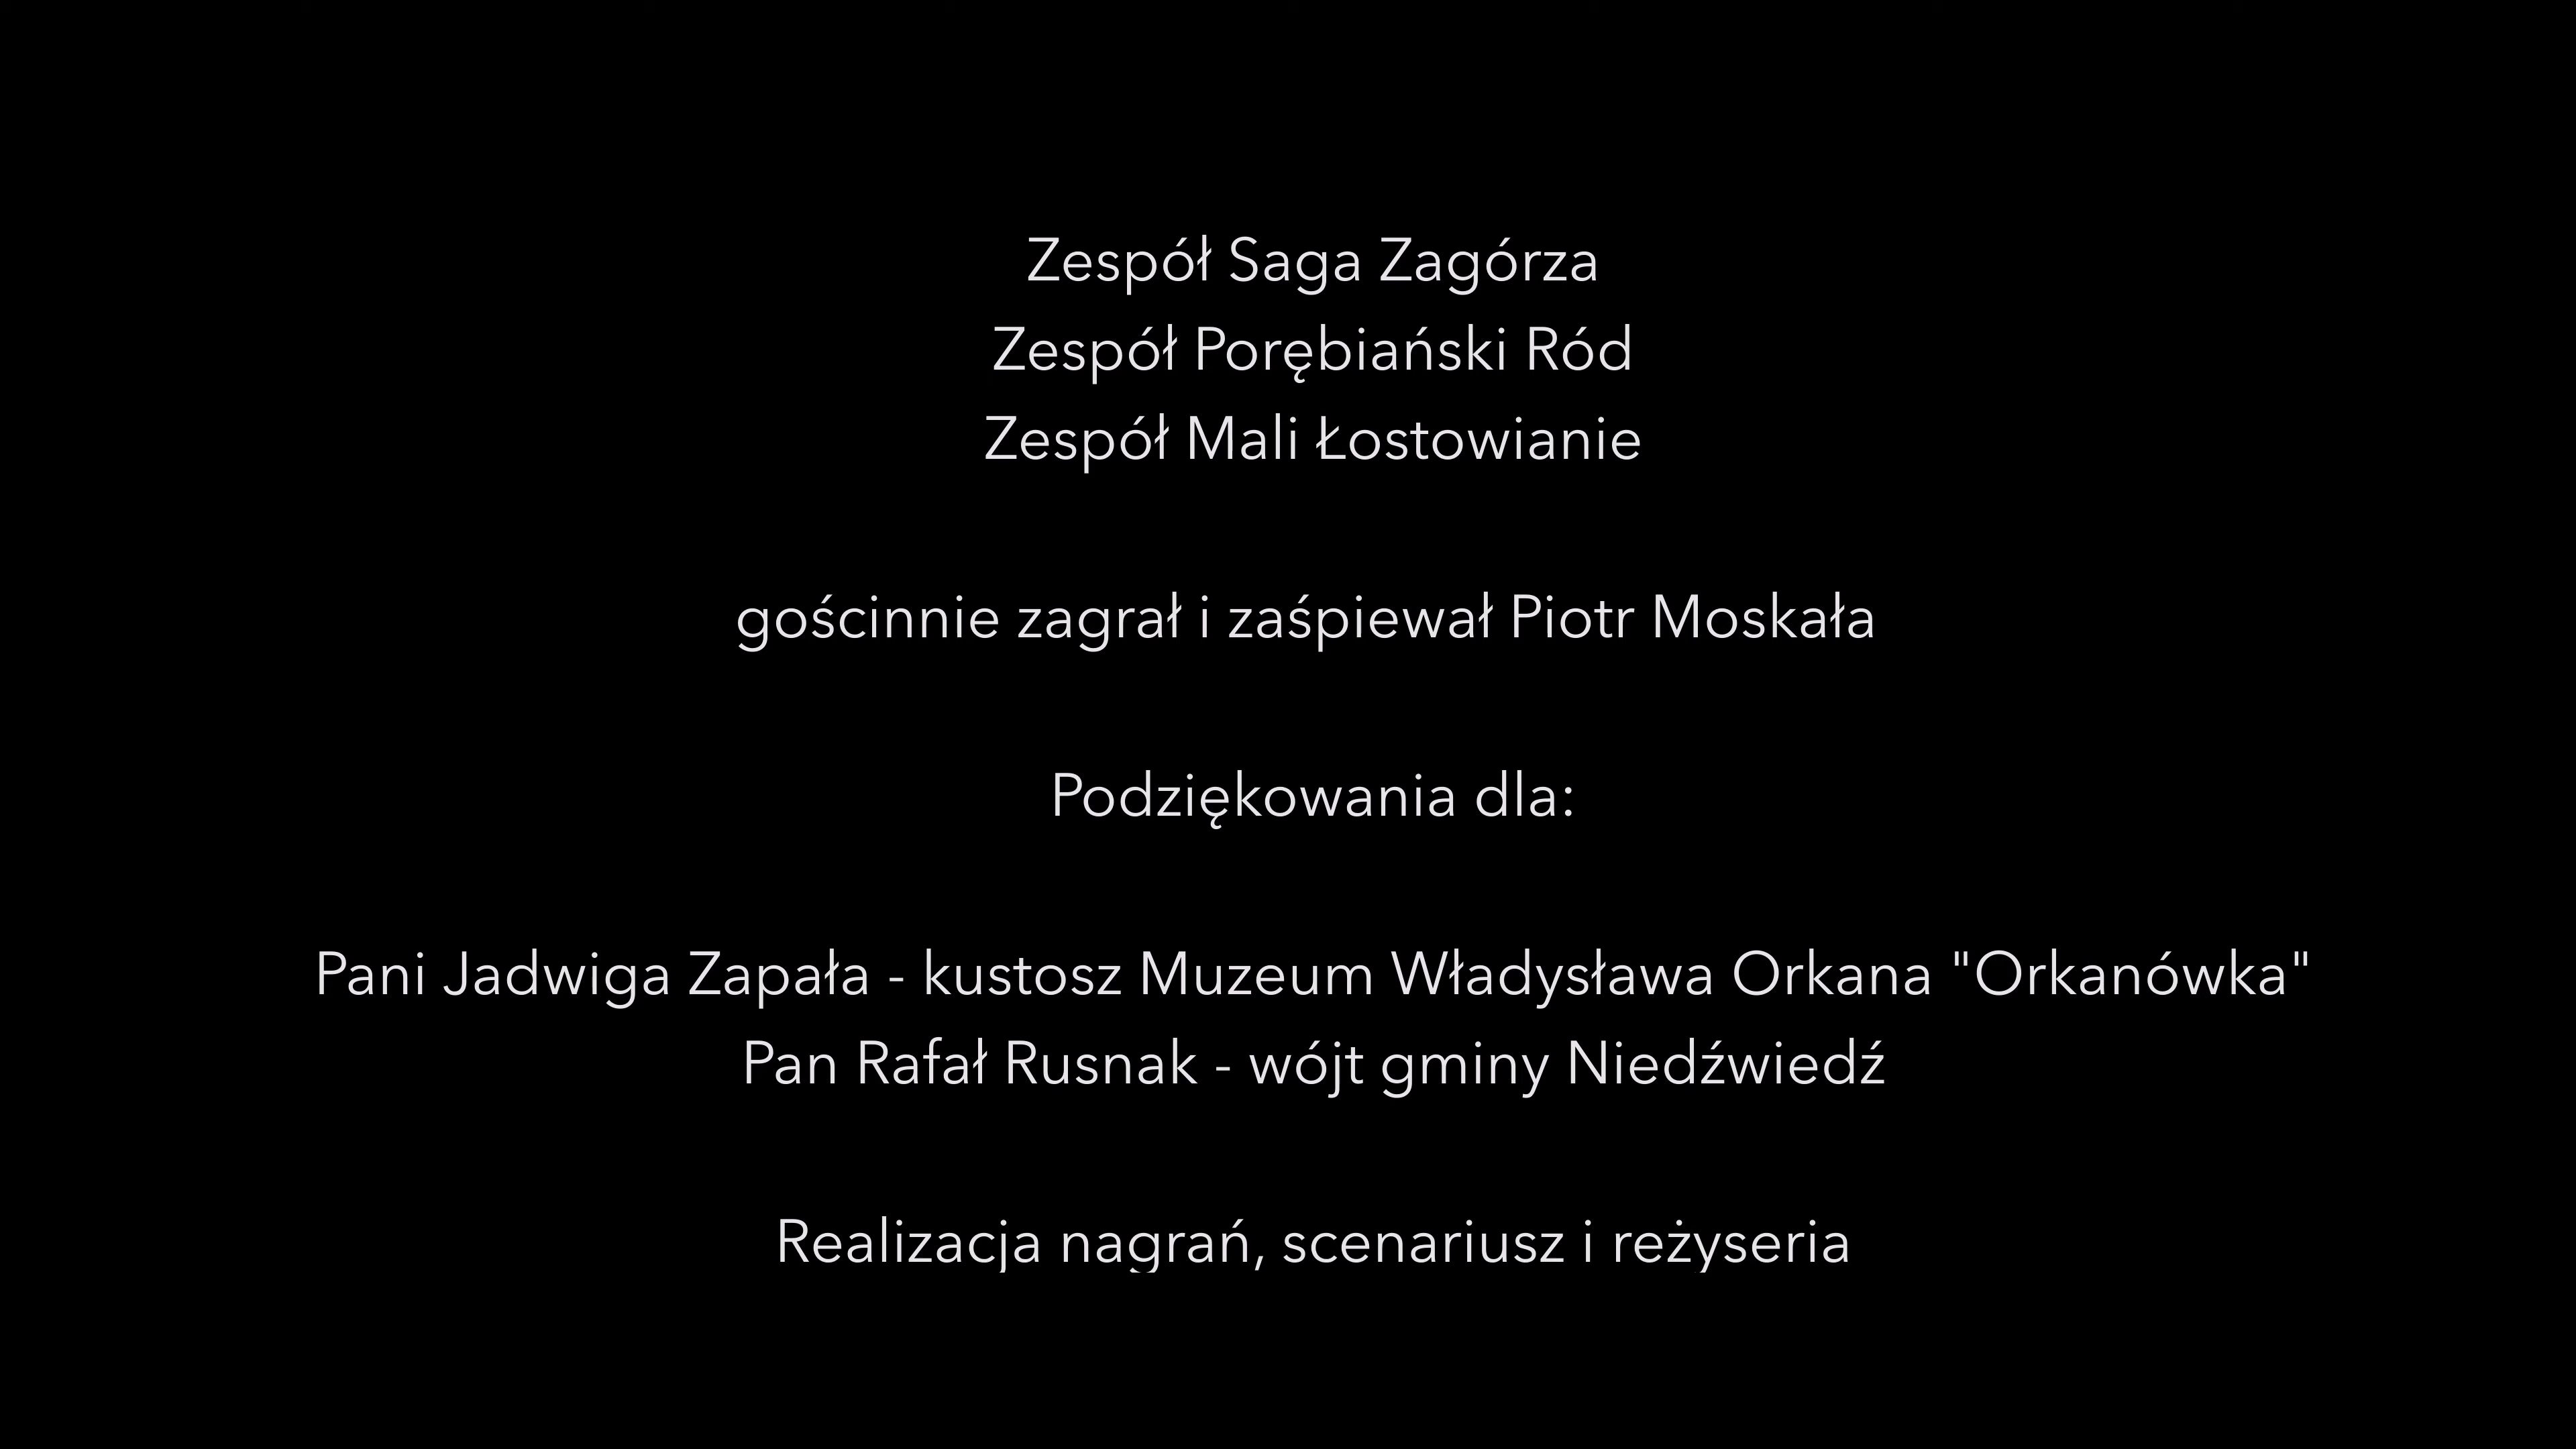 Zespół Saga Zagórza
Zespół Porębiański Ród
Zespół Mali Łostowianie
gościnnie zagrał i zaśpiewał Piotr Moskała
Podziękowania dla:
Pani Jadwiga Zapała - kustosz Muzeum Władysława Orkana "Orkanówka"
Pan Rafał Rusnak - wójt gminy Niedźwiedź
Realizacja nagrań, scenariusz i reżyseria